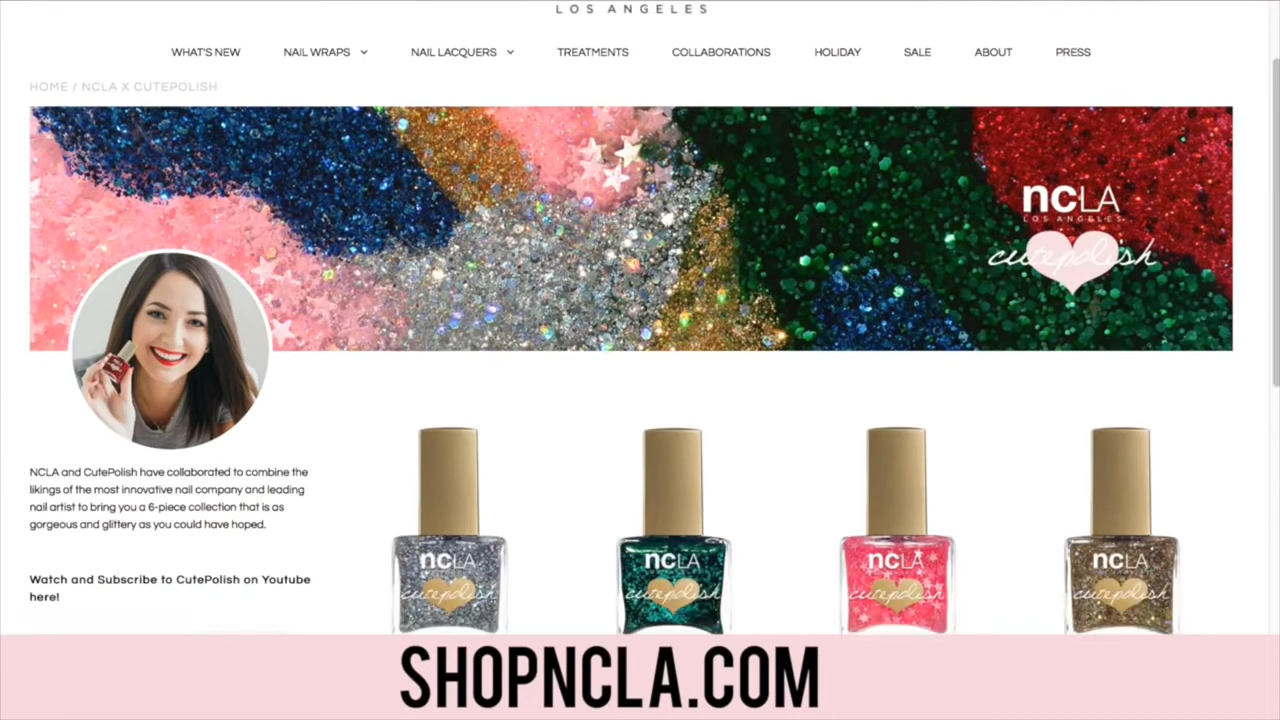 LOS ANGELES
WHAT'S NEW NAIL WRAPS NAIL LACQUERS TREATMENTS COLLABORATIONS HOLIDAY SALE ABOUT PRESS
HOME / NCLA X CUTEPOLISH
ncLA
LOS ANGELES
cutepolish
NCLA and CutePolish have collaborated to combine the
likings of the most innovative nail company and leading
nail artist to bring you a 6-piece collection that is as
gorgeous and glittery as you could have hoped.
Watch and Subscribe to CutePolish on Youtube
here!
ncLA ncLA ncLA ncLA
cutepolish cutepolish cutepolish cutepolish
SHOPNCLA.COM